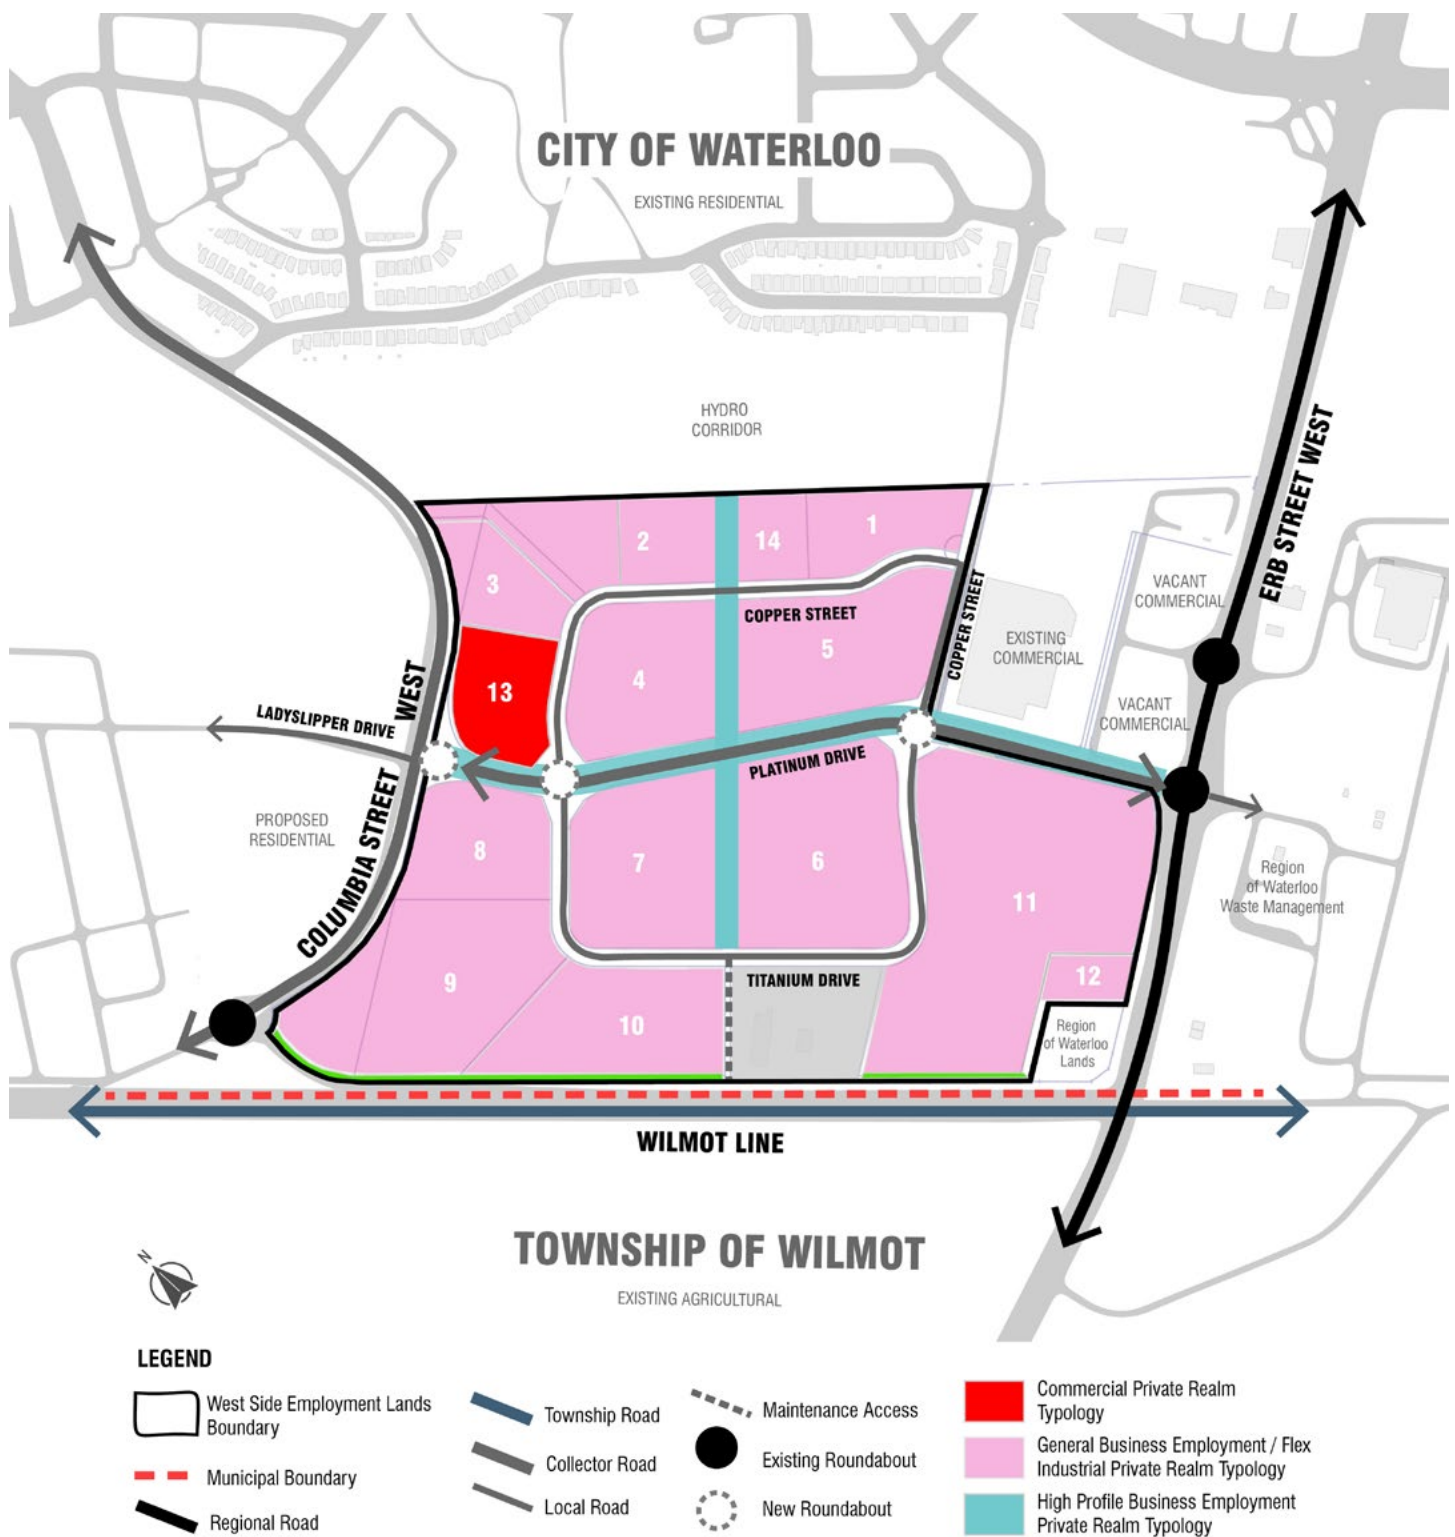 CITY OF WATERLOO
EXISTING RESIDENTIAL
HYDRO
CORRIDOR
ERB STREET WEST
1
2
14
3
VACANT
COMMERCIAL
COPPER STREET
COPPER STREET
EXISTING
COMMERCIAL
5
4
13
WEST
LADYSLIPPER DRIVE
VACANT
COMMERCIAL
PLATINUM DRIVE
COLUMBIA STREET
PROPOSED
RESIDENTIAL
8
7
6
11
Region
of Waterloo
Waste Management
9
12
TITANIUM DRIVE
10
Region
of Waterloo
Lands
WILMOT LINE
TOWNSHIP OF WILMOT
EXISTING AGRICULTURAL
N
LEGEND
West Side Employment Lands
Boundary
Municipal Boundary
Regional Road
Township Road
Collector Road
Local Road
Maintenance Access
Existing Roundabout
New Roundabout
Commercial Private Realm
Typology
General Business Employment / Flex
Industrial Private Realm Typology
High Profile Business Employment
Private Realm Typology